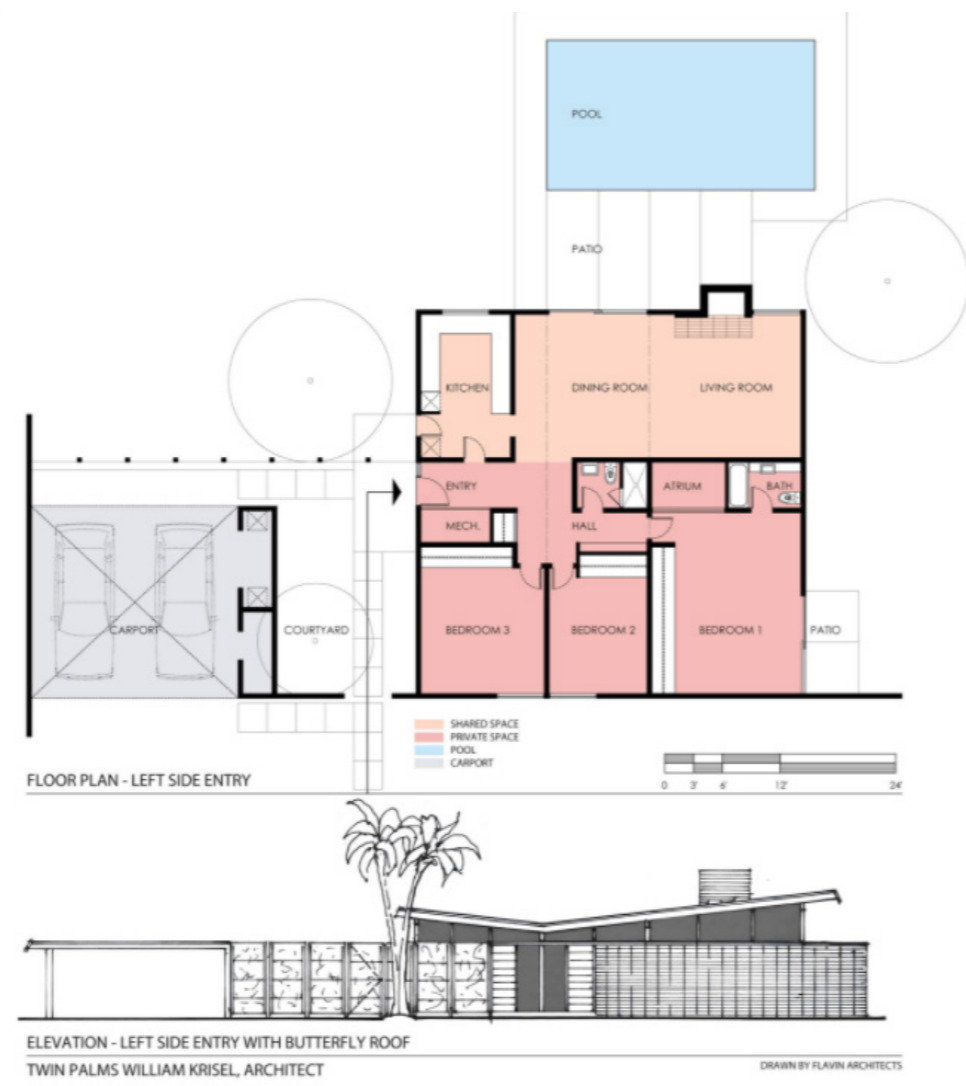 POOL
PATIO
KITCHEN
DINING ROOM
LIVING ROOM
ENTRY
ATRIUM
BATH
MECH.
HALL
CARPORT
COURTYARD
BEDROOM 3
BEDROOM 2
BEDROOM 1
PATIO
SHARED SPACE
PRIVATE SPACE
POOL
CARPORT
FLOOR PLAN - LEFT SIDE ENTRY
0 3' 6' 12' 24'
ELEVATION - LEFT SIDE ENTRY WITH BUTTERFLY ROOF
TWIN PALMS WILLIAM KRISEL, ARCHITECT
DRAWN BY FLAVIN ARCHITECTS